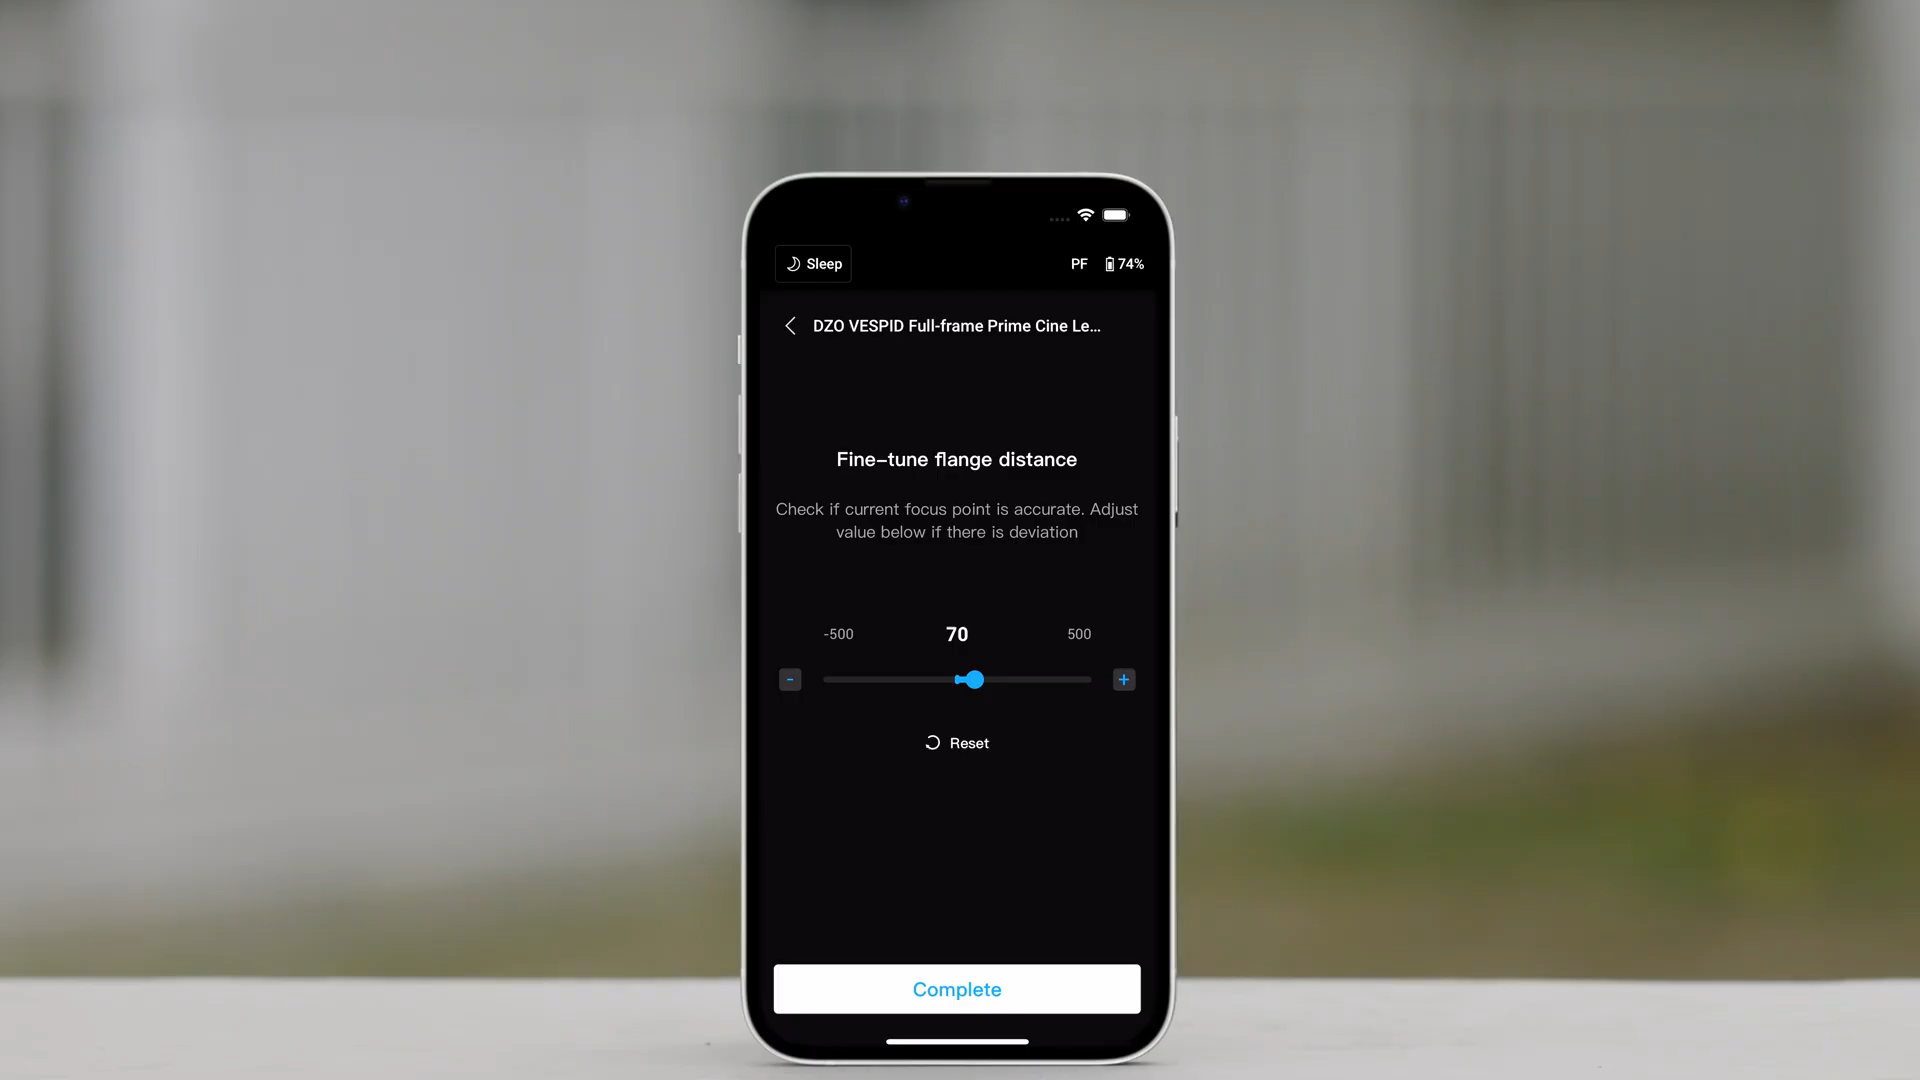 Sleep
PF 74%
DZO VESPID Full-frame Prime Cine Le...
Fine-tune flange distance
Check if current focus point is accurate. Adjust
value below if there is deviation
-500 70 500
- +
Reset
Complete